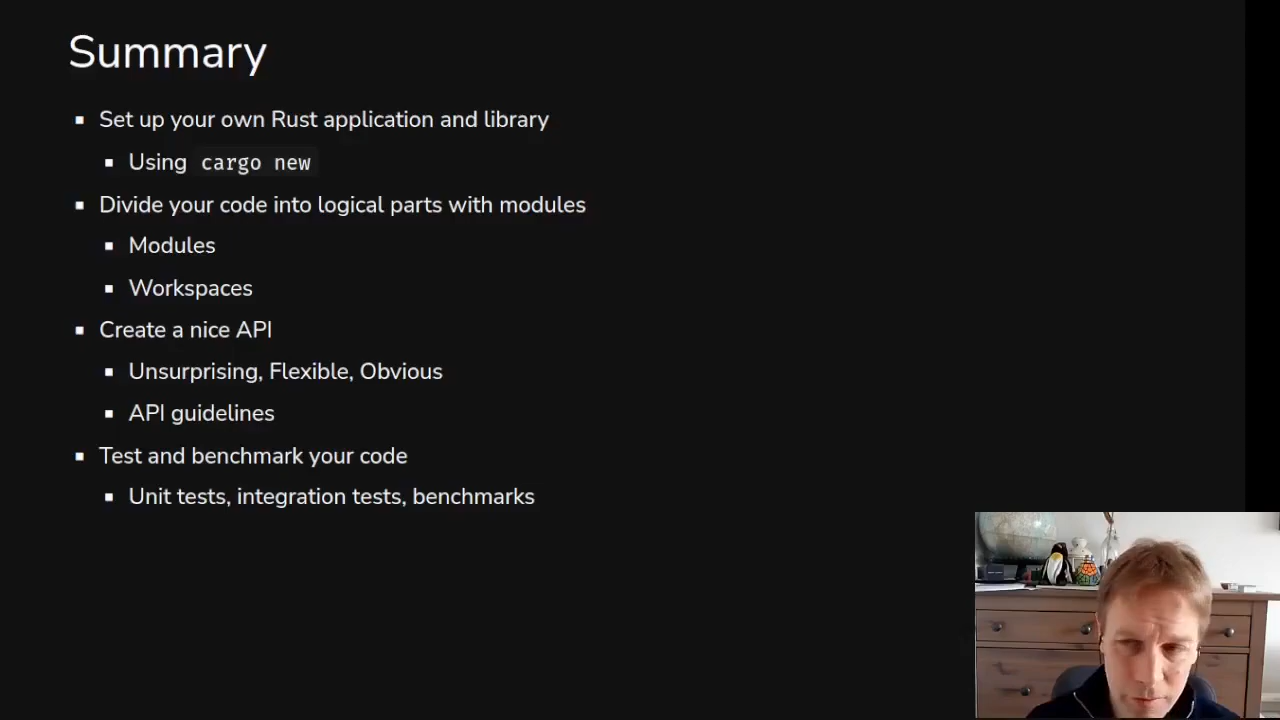 Summary
Set up your own Rust application and library
Using cargo new
Divide your code into logical parts with modules
Modules
Workspaces
Create a nice API
Unsurprising, Flexible, Obvious
API guidelines
Test and benchmark your code
Unit tests, integration tests, benchmarks